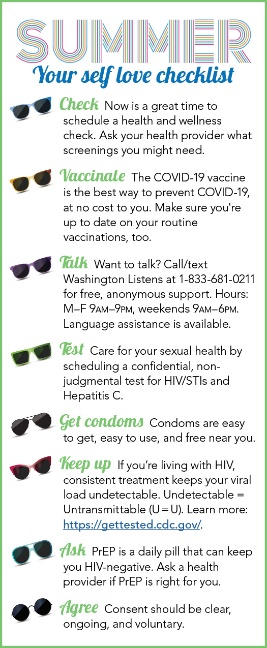 SUMMER
Your self love checklist
Check Now is a great time to
schedule a health and wellness
check. Ask your health provider what
screenings you might need.
Vaccinate The COVID-19 vaccine
is the best way to prevent COVID-19,
at no cost to you. Make sure you're
up to date on your routine
vaccinations, too.
Talk Want to talk? Call/text
Washington Listens at 1-833-681-0211
for free, anonymous support. Hours:
M–F 9AM–9PM, weekends 9AM–6PM.
Language assistance is available.
Test Care for your sexual health by
scheduling a confidential, non-
judgmental test for HIV/STIs and
Hepatitis C.
Get condoms Condoms are easy
to get, easy to use, and free near you.
Keep up If you're living with HIV,
consistent treatment keeps your viral
load undetectable. Undetectable =
Untransmittable (U=U). Learn more:
https://gettested.cdc.gov/.
Ask PrEP is a daily pill that can keep
you HIV-negative. Ask a health
provider if PrEP is right for you.
Agree Consent should be clear,
ongoing, and voluntary.